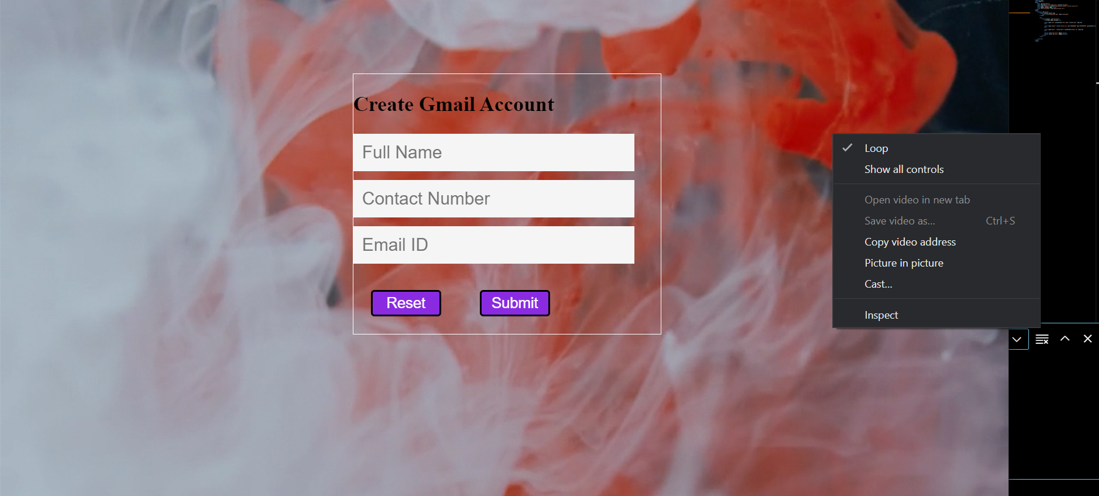 Create Gmail Account
Full Name
Contact Number
Email ID
Reset Submit
Loop
Show all controls
Open video in new tab
Save video as... Ctrl+S
Copy video address
Picture in picture
Cast...
Inspect